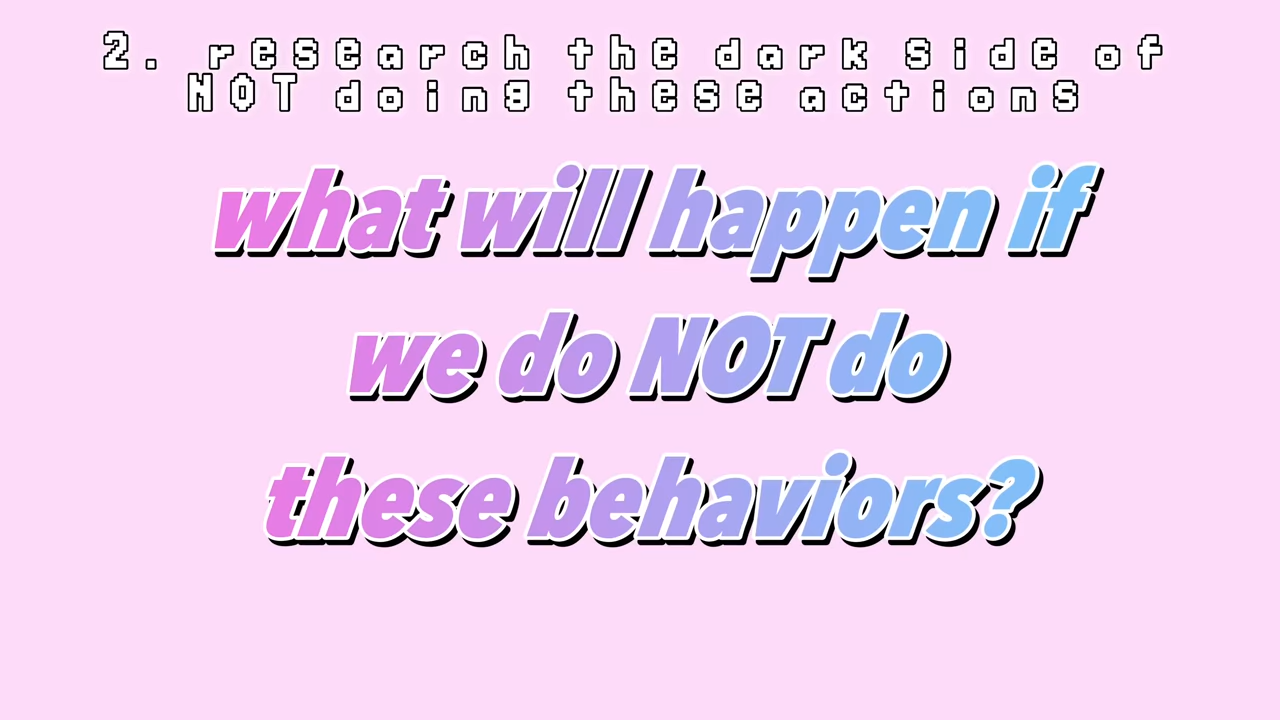 2. research the dark side of
NOT doing these actions
what will happen if
we do NOT do
these behaviors?